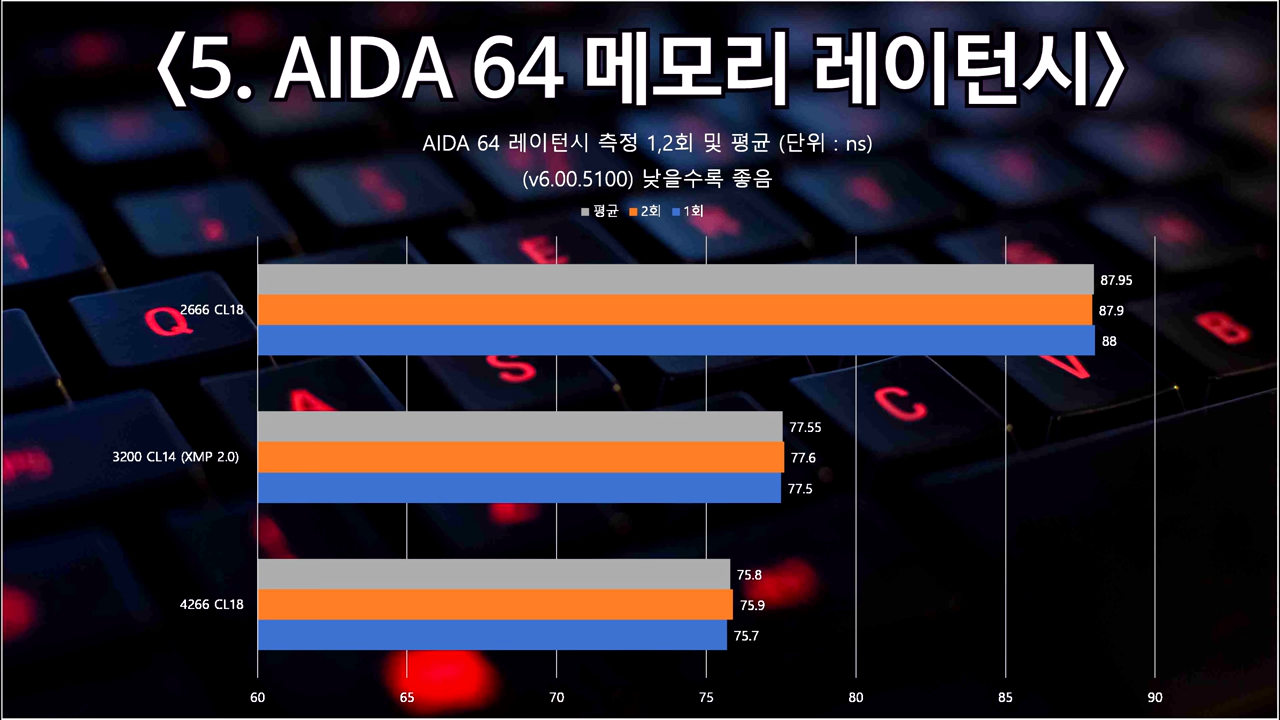 〈5. AIDA 64 메모리 레이턴시〉
AIDA 64 레이턴시 측정 1,2회 및 평균 (단위 : ns)
(v6.00.5100) 낮을수록 좋음
평균 2회 1회
2666 CL18
87.95
87.9
88
3200 CL14 (XMP 2.0)
77.55
77.6
77.5
4266 CL18
75.8
75.9
75.7
60 65 70 75 80 85 90
Q
E
A
S
C
V
B